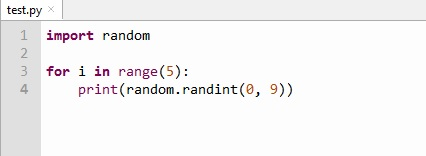 test.py ×
1 import random
2
3 for i in range(5):
4     print(random.randint(0, 9))